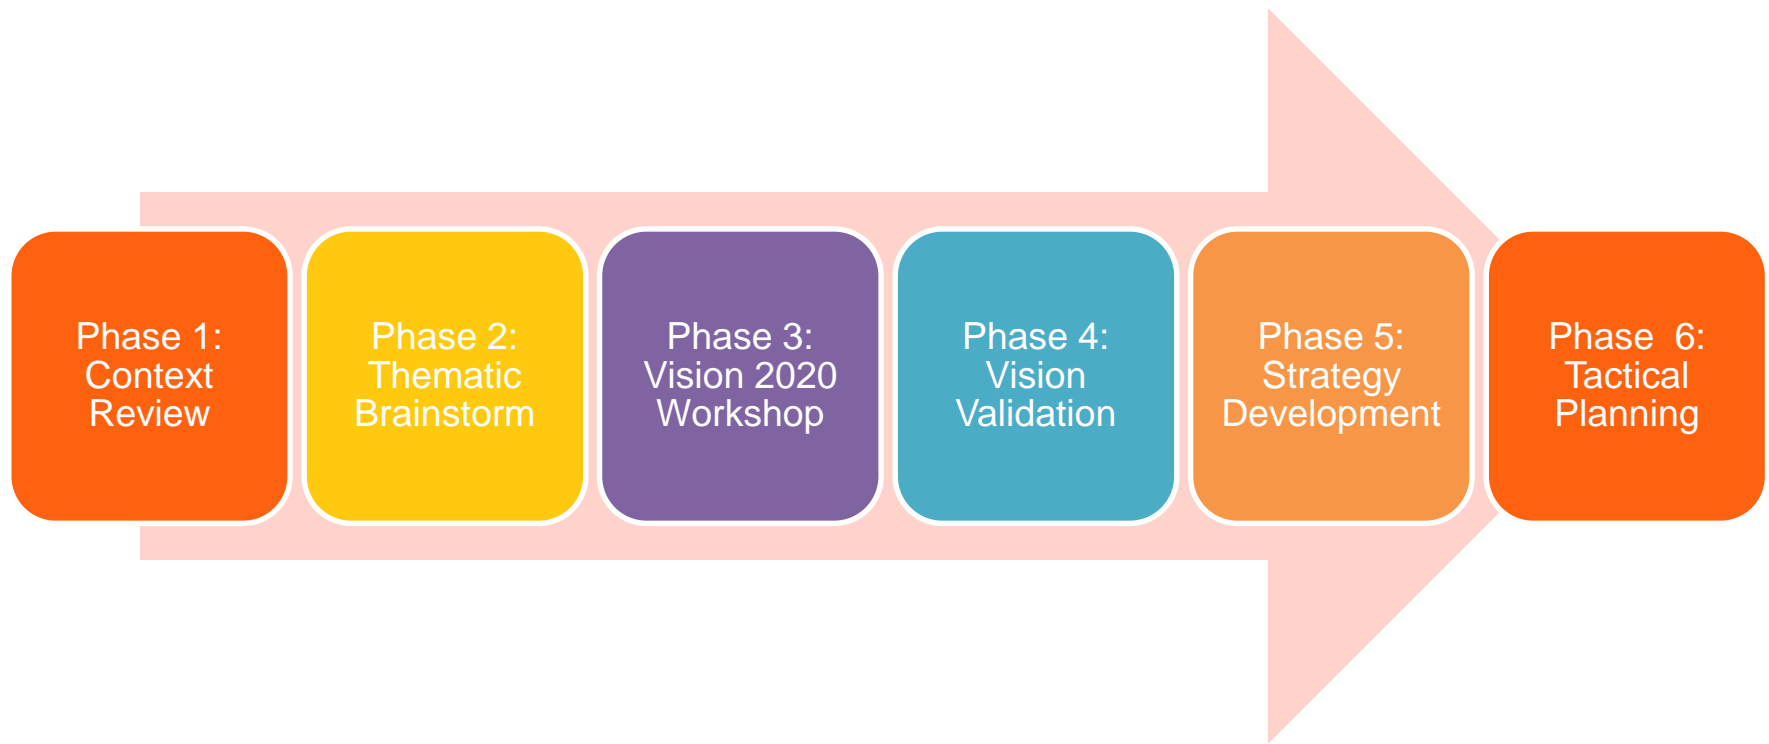 Phase 1:
Context
Review
Phase 2:
Thematic
Brainstorm
Phase 3:
Vision 2020
Workshop
Phase 4:
Vision
Validation
Phase 5:
Strategy
Development
Phase  6:
Tactical
Planning